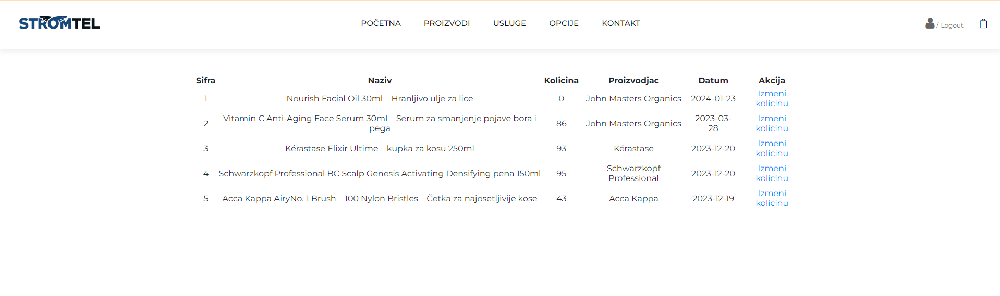 STROMTEL
POČETNA PROIZVODI USLUGE OPCIJE KONTAKT
/ Logout
Sifra Naziv Kolicina Proizvodjac Datum Akcija
1 Nourish Facial Oil 30ml – Hranljivo ulje za lice 0 John Masters Organics 2024-01-23 Izmeni
kolicinu
2 Vitamin C Anti-Aging Face Serum 30ml – Serum za smanjenje pojave bora i
pega 86 John Masters Organics 2023-03-
28 Izmeni
kolicinu
3 Kérastase Elixir Ultime – kupka za kosu 250ml 93 Kérastase 2023-12-20 Izmeni
kolicinu
4 Schwarzkopf Professional BC Scalp Genesis Activating Densifying pena 150ml 95 Schwarzkopf
Professional 2023-12-20 Izmeni
kolicinu
5 Acca Kappa AiryNo. 1 Brush – 100 Nylon Bristles – Četka za najosetljivije kose 43 Acca Kappa 2023-12-19 Izmeni
kolicinu